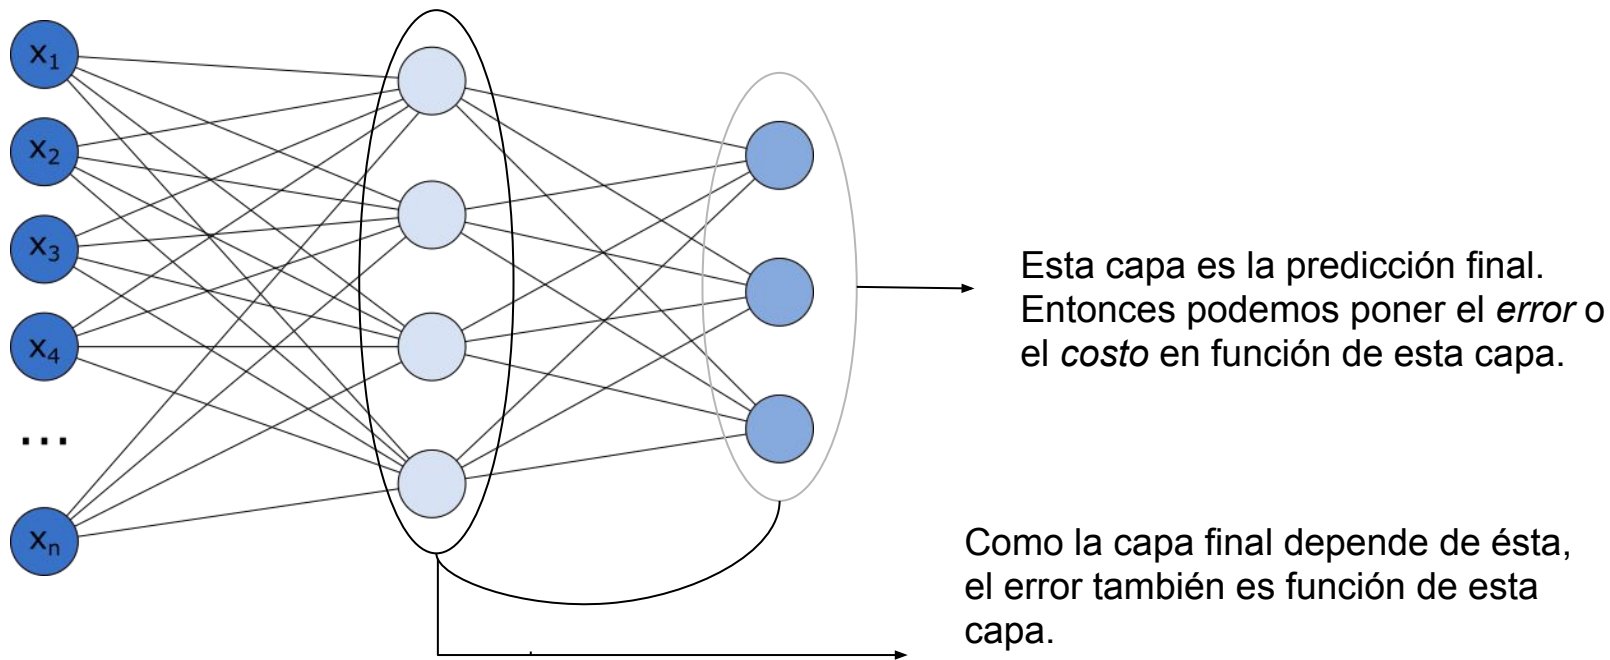 x₁
x₂
x₃
x₄
...
xₙ
Esta capa es la predicción final.
Entonces podemos poner el error o
el costo en función de esta capa.
Como la capa final depende de ésta,
el error también es función de esta
capa.